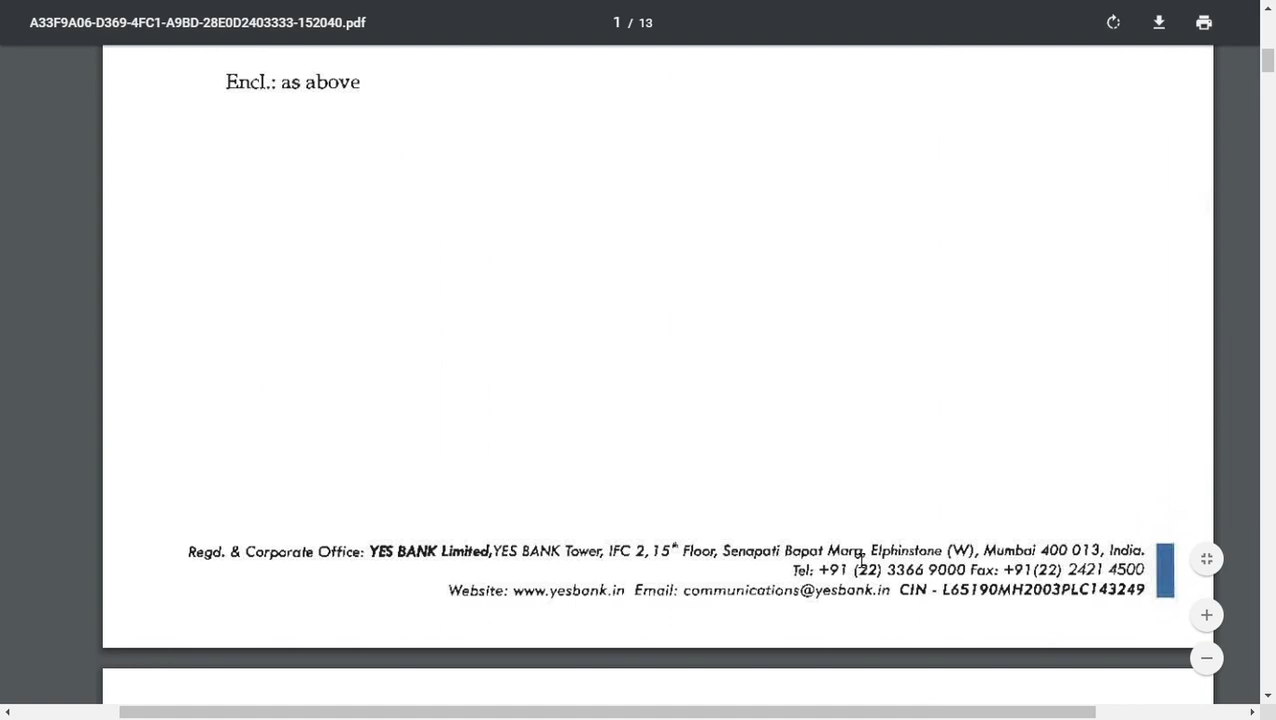 A33F9A06-D369-4FC1-A9BD-28E0D2403333-152040.pdf
1 / 13
Encl.: as above
Regd. & Corporate Office: YES BANK Limited,YES BANK Tower, IFC 2, 15th Floor, Senapati Bapat Marg, Elphinstone (W), Mumbai 400 013, India.
Tel: +91 (22) 3366 9000 Fax: +91(22) 2421 4500
Website: www.yesbank.in Email: communications@yesbank.in CIN - L65190MH2003PLC143249